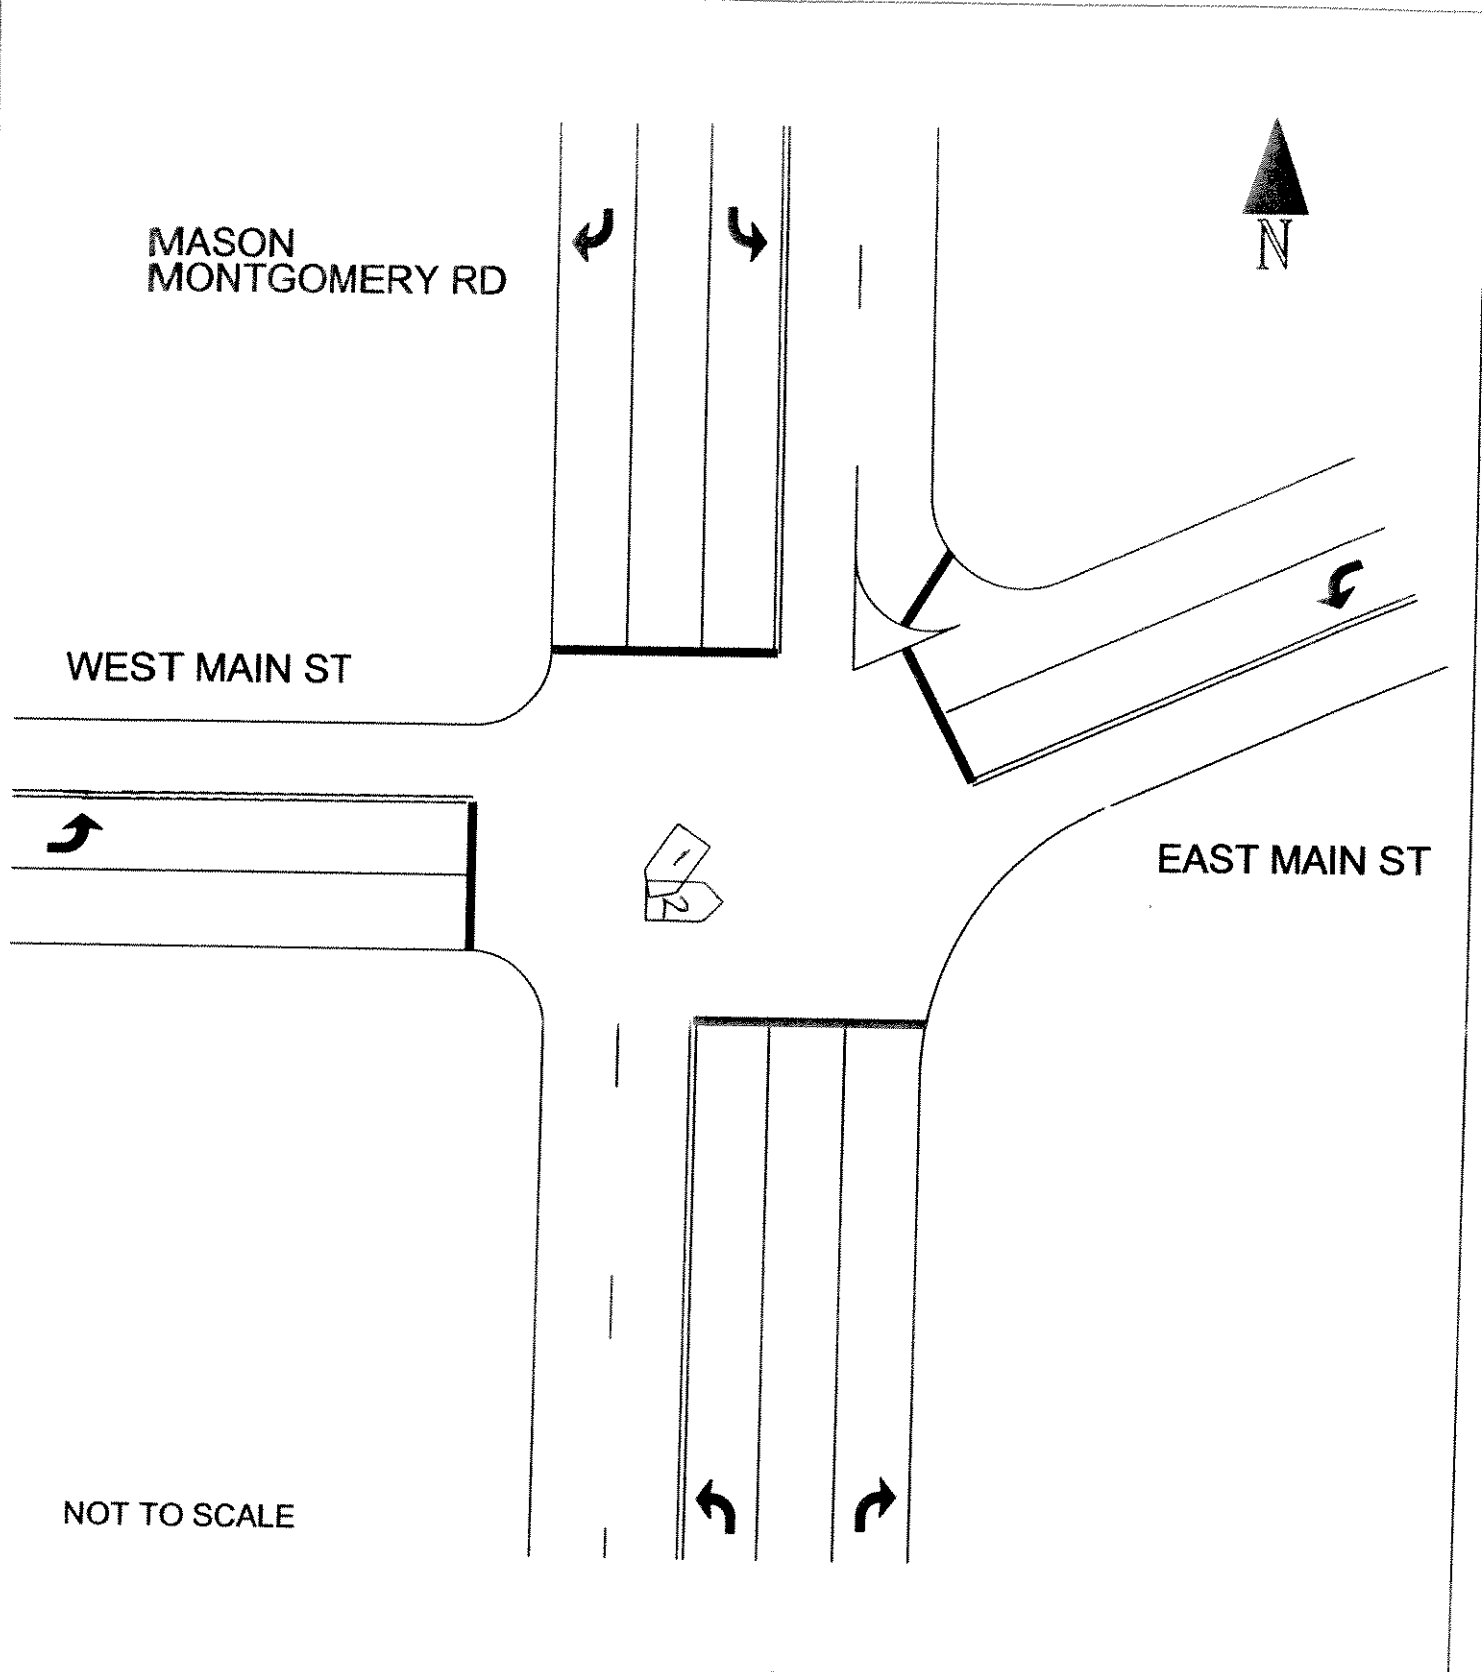 MASON
MONTGOMERY RD
N
WEST MAIN ST
1
2
EAST MAIN ST
NOT TO SCALE